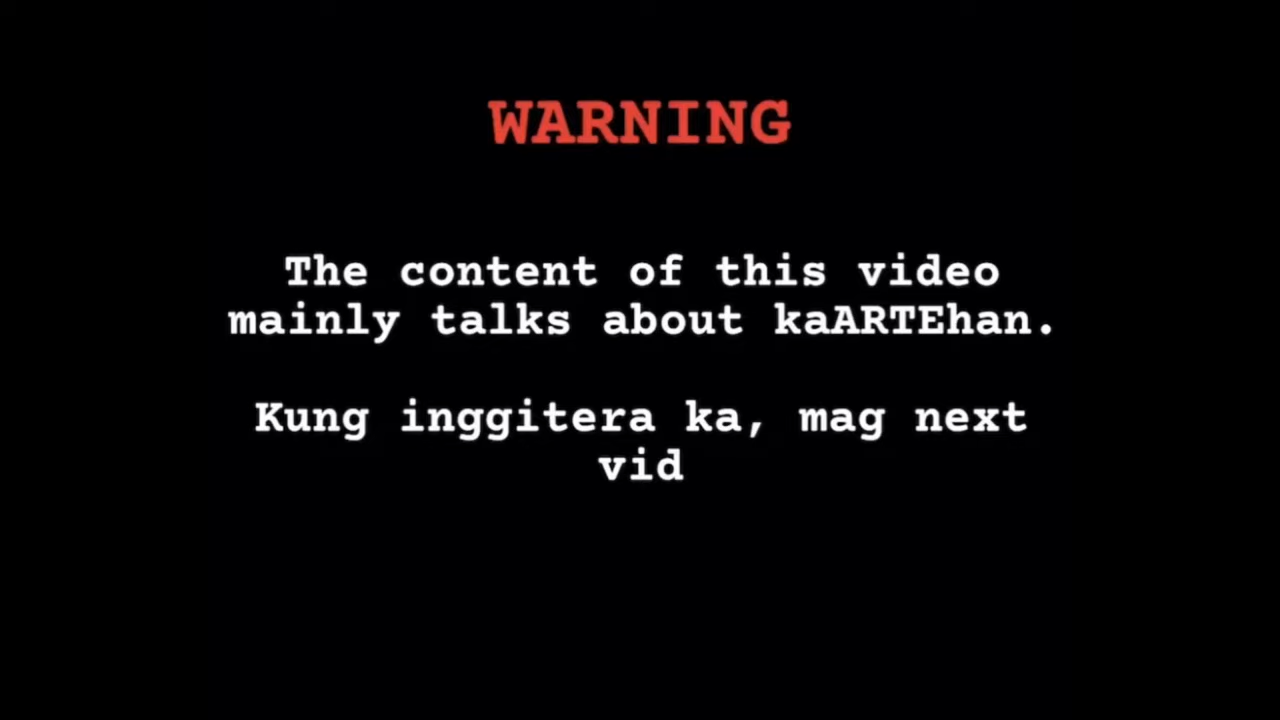 WARNING
The content of this video
mainly talks about kaARTEhan.
Kung inggitera ka, mag next
vid